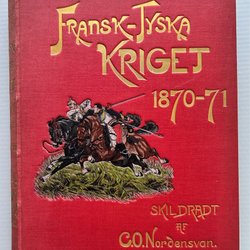 FRANSK-TYSKA
KRIGET
1870-71
SKILDRADT
AF
C.O. Nordensvan.